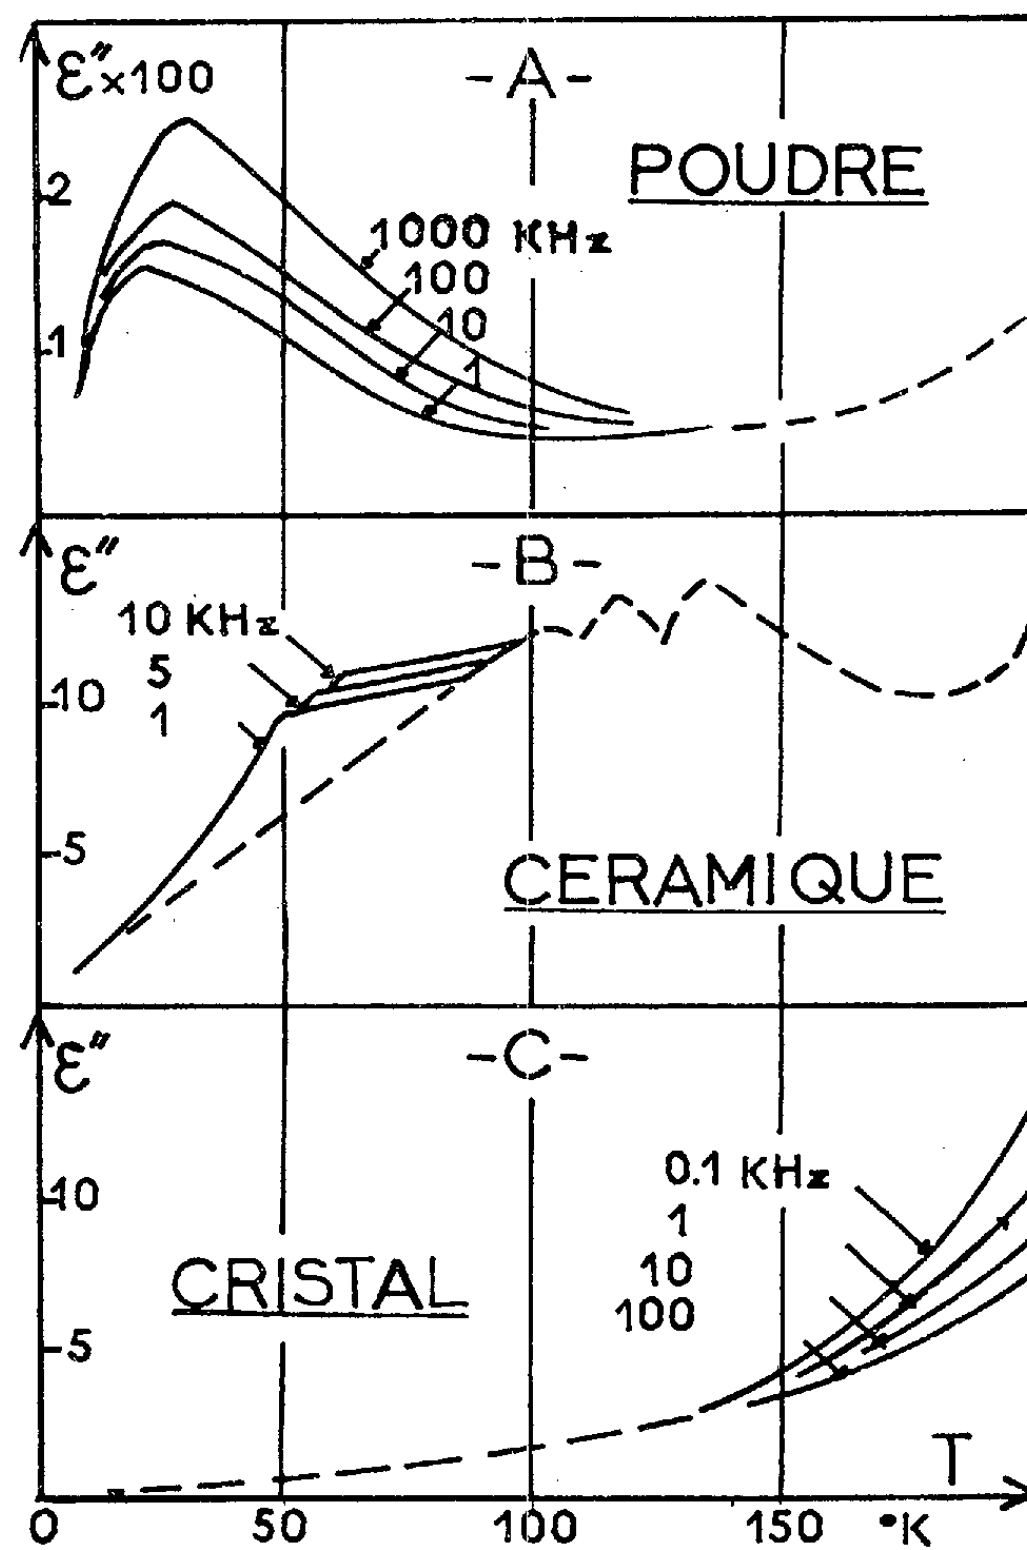 ε″×100
-A-
POUDRE
2
1000 KHz
100
10
1
1
ε″
-B-
10 KHz
5
1
10
5
CERAMIQUE
ε″
-C-
0.1 KHz
1
10
100
10
CRISTAL
5
T
0 50 100 150 °K